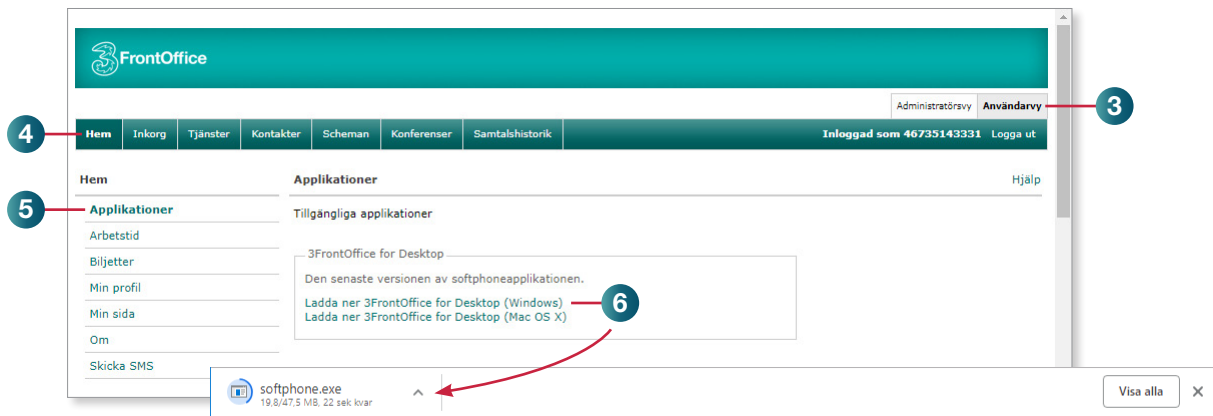 3FrontOffice
Administratörsvy Användarvy
3
4
Hem Inkorg Tjänster Kontakter Scheman Konferenser Samtalshistorik Inloggad som 46735143331 Logga ut
Hem
Applikationer
Hjälp
5
Applikationer
Arbetstid
Biljetter
Min profil
Min sida
Om
Skicka SMS
Tillgängliga applikationer
3FrontOffice for Desktop
Den senaste versionen av softphoneapplikationen.
Ladda ner 3FrontOffice for Desktop (Windows)
6
Ladda ner 3FrontOffice for Desktop (Mac OS X)
softphone.exe
19,8/47,5 MB, 22 sek kvar
Visa alla